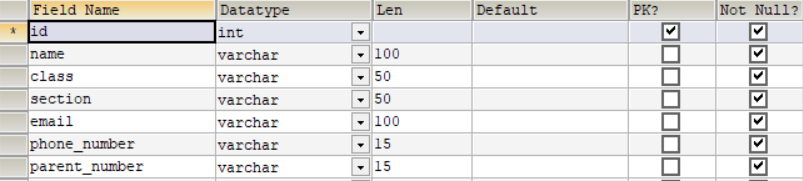 Field Name Datatype Len Default PK? Not Null?
* id int
name varchar 100
class varchar 50
section varchar 50
email varchar 100
phone_number varchar 15
parent_number varchar 15